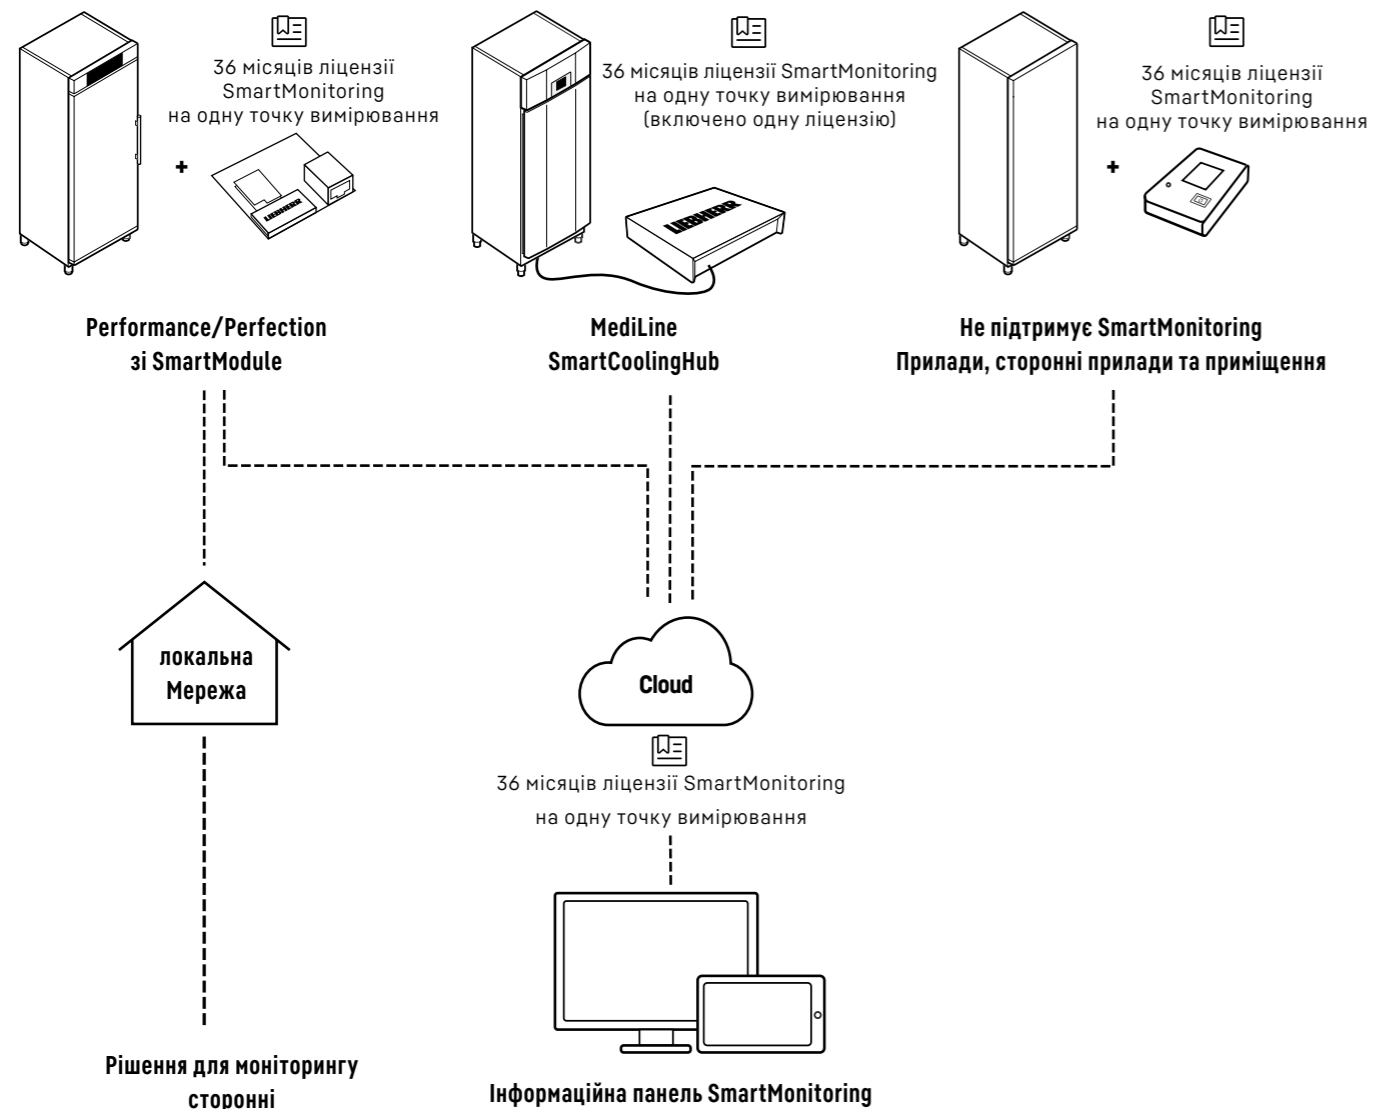 36 місяців ліцензії
SmartMonitoring
на одну точку вимірювання
+
LIEBHERR
36 місяців ліцензії SmartMonitoring
на одну точку вимірювання
(включено одну ліцензію)
LIEBHERR
36 місяців ліцензії
SmartMonitoring
на одну точку вимірювання
+
Performance/Perfection
зі SmartModule
MediLine
SmartCoolingHub
Не підтримує SmartMonitoring
Прилади, сторонні прилади та приміщення
локальна
Мережа
Cloud
36 місяців ліцензії SmartMonitoring
на одну точку вимірювання
Рішення для моніторингу
сторонні
Інформаційна панель SmartMonitoring